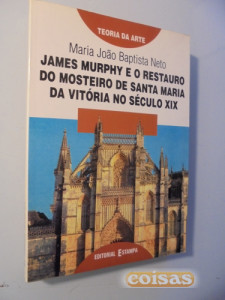 TEORIA DA ARTE
Maria João Baptista Neto
JAMES MURPHY E O RESTAURO
DO MOSTEIRO DE SANTA MARIA
DA VITÓRIA NO SÉCULO XIX
EDITORIAL ESTAMPA
coisas